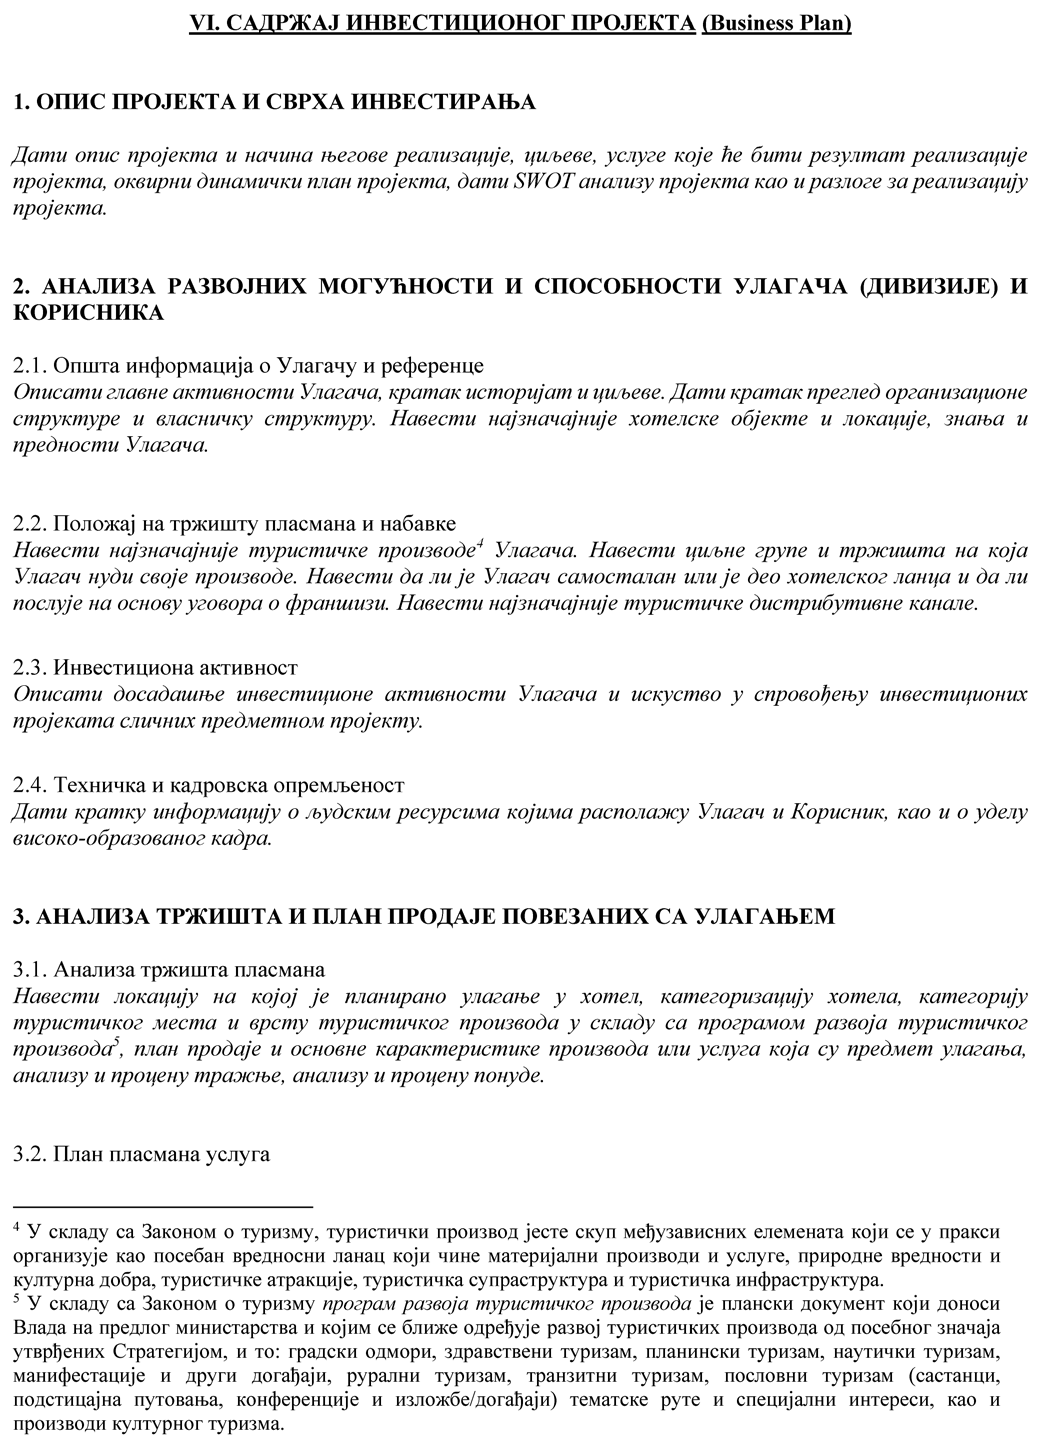 VI. САДРЖАЈ ИНВЕСТИЦИОНОГ ПРОЈЕКТА (Business Plan)
1. ОПИС ПРОЈЕКТА И СВРХА ИНВЕСТИРАЊА
Дати опис пројекта и начина његове реализације, циљеве, услуге које ће бити резултат реализације
пројекта, оквирни динамички план пројекта, дати SWOT анализу пројекта као и разлоге за реализацију
пројекта.
2. АНАЛИЗА РАЗВОЈНИХ МОГУЋНОСТИ И СПОСОБНОСТИ УЛАГАЧА (ДИВИЗИЈЕ) И
КОРИСНИКА
2.1. Општа информација о Улагачу и референце
Описати главне активности Улагача, кратак историјат и циљеве. Дати кратак преглед организационе
структуре и власничку структуру. Навести најзначајније хотелске објекте и локације, знања и
предности Улагача.
2.2. Положај на тржишту пласмана и набавке
Навести најзначајније туристичке производе⁴ Улагача. Навести циљне групе и тржишта на која
Улагач нуди своје производе. Навести да ли је Улагач самосталан или је део хотелског ланца и да ли
послује на основу уговора о франшизи. Навести најзначајније туристичке дистрибутивне канале.
2.3. Инвестициона активност
Описати досадашње инвестиционе активности Улагача и искуство у спровођењу инвестиционих
пројеката сличних предметном пројекту.
2.4. Техничка и кадровска опремљеност
Дати кратку информацију о људским ресурсима којима располажу Улагач и Корисник, као и о уделу
високо-образованог кадра.
3. АНАЛИЗА ТРЖИШТА И ПЛАН ПРОДАЈЕ ПОВЕЗАНИХ СА УЛАГАЊЕМ
3.1. Анализа тржишта пласмана
Навести локацију на којој је планирано улагање у хотел, категоризацију хотела, категорију
туристичког места и врсту туристичког производа у складу са програмом развоја туристичког
производа⁵, план продаје и основне карактеристике производа или услуга која су предмет улагања,
анализу и процену тражње, анализу и процену понуде.
3.2. План пласмана услуга
⁴ У складу са Законом о туризму, туристички производ јесте скуп међузависних елемената који се у пракси
организује као посебан вредносни ланац који чине материјални производи и услуге, природне вредности и
културна добра, туристичке атракције, туристичка супраструктура и туристичка инфраструктура.
⁵ У складу са Законом о туризму програм развоја туристичког производа је плански документ који доноси
Влада на предлог министарства и којим се ближе одређује развој туристичких производа од посебног значаја
утврђених Стратегијом, и то: градски одмори, здравствени туризам, планински туризам, наутички туризам,
манифестације и други догађаји, рурални туризам, транзитни туризам, пословни туризам (састанци,
подстицајна путовања, конференције и изложбе/догађаји) тематске руте и специјални интереси, као и
производи културног туризма.